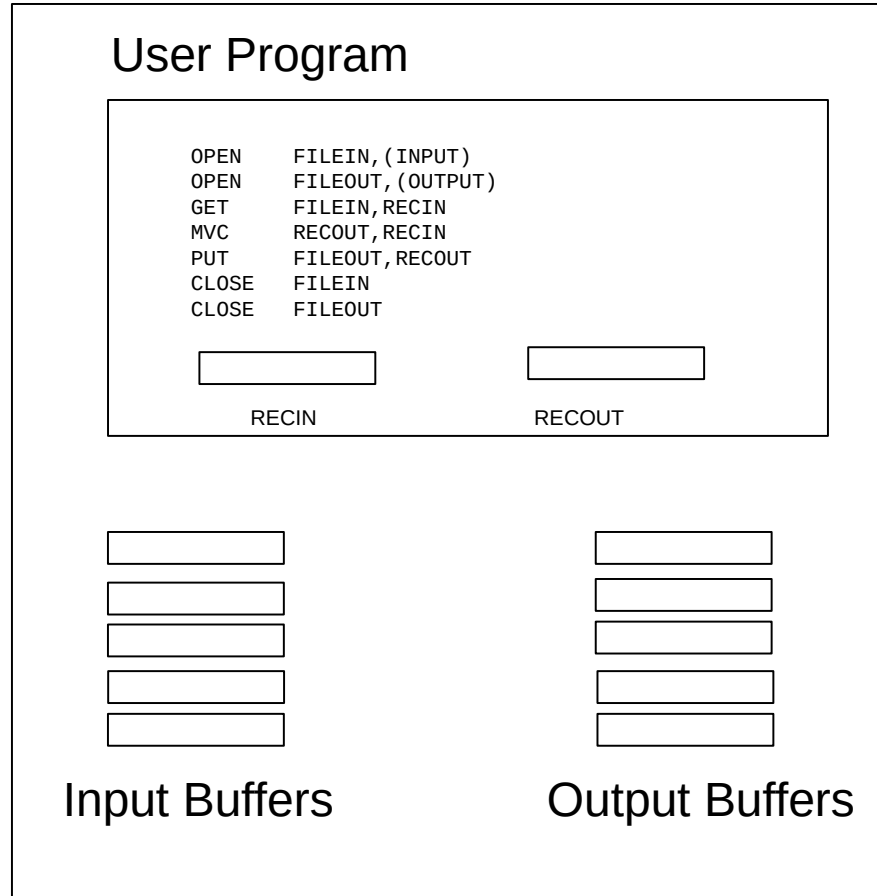 User Program
OPEN FILEIN,(INPUT)
OPEN FILEOUT,(OUTPUT)
GET FILEIN,RECIN
MVC RECOUT,RECIN
PUT FILEOUT,RECOUT
CLOSE FILEIN
CLOSE FILEOUT
RECIN RECOUT
Input Buffers Output Buffers